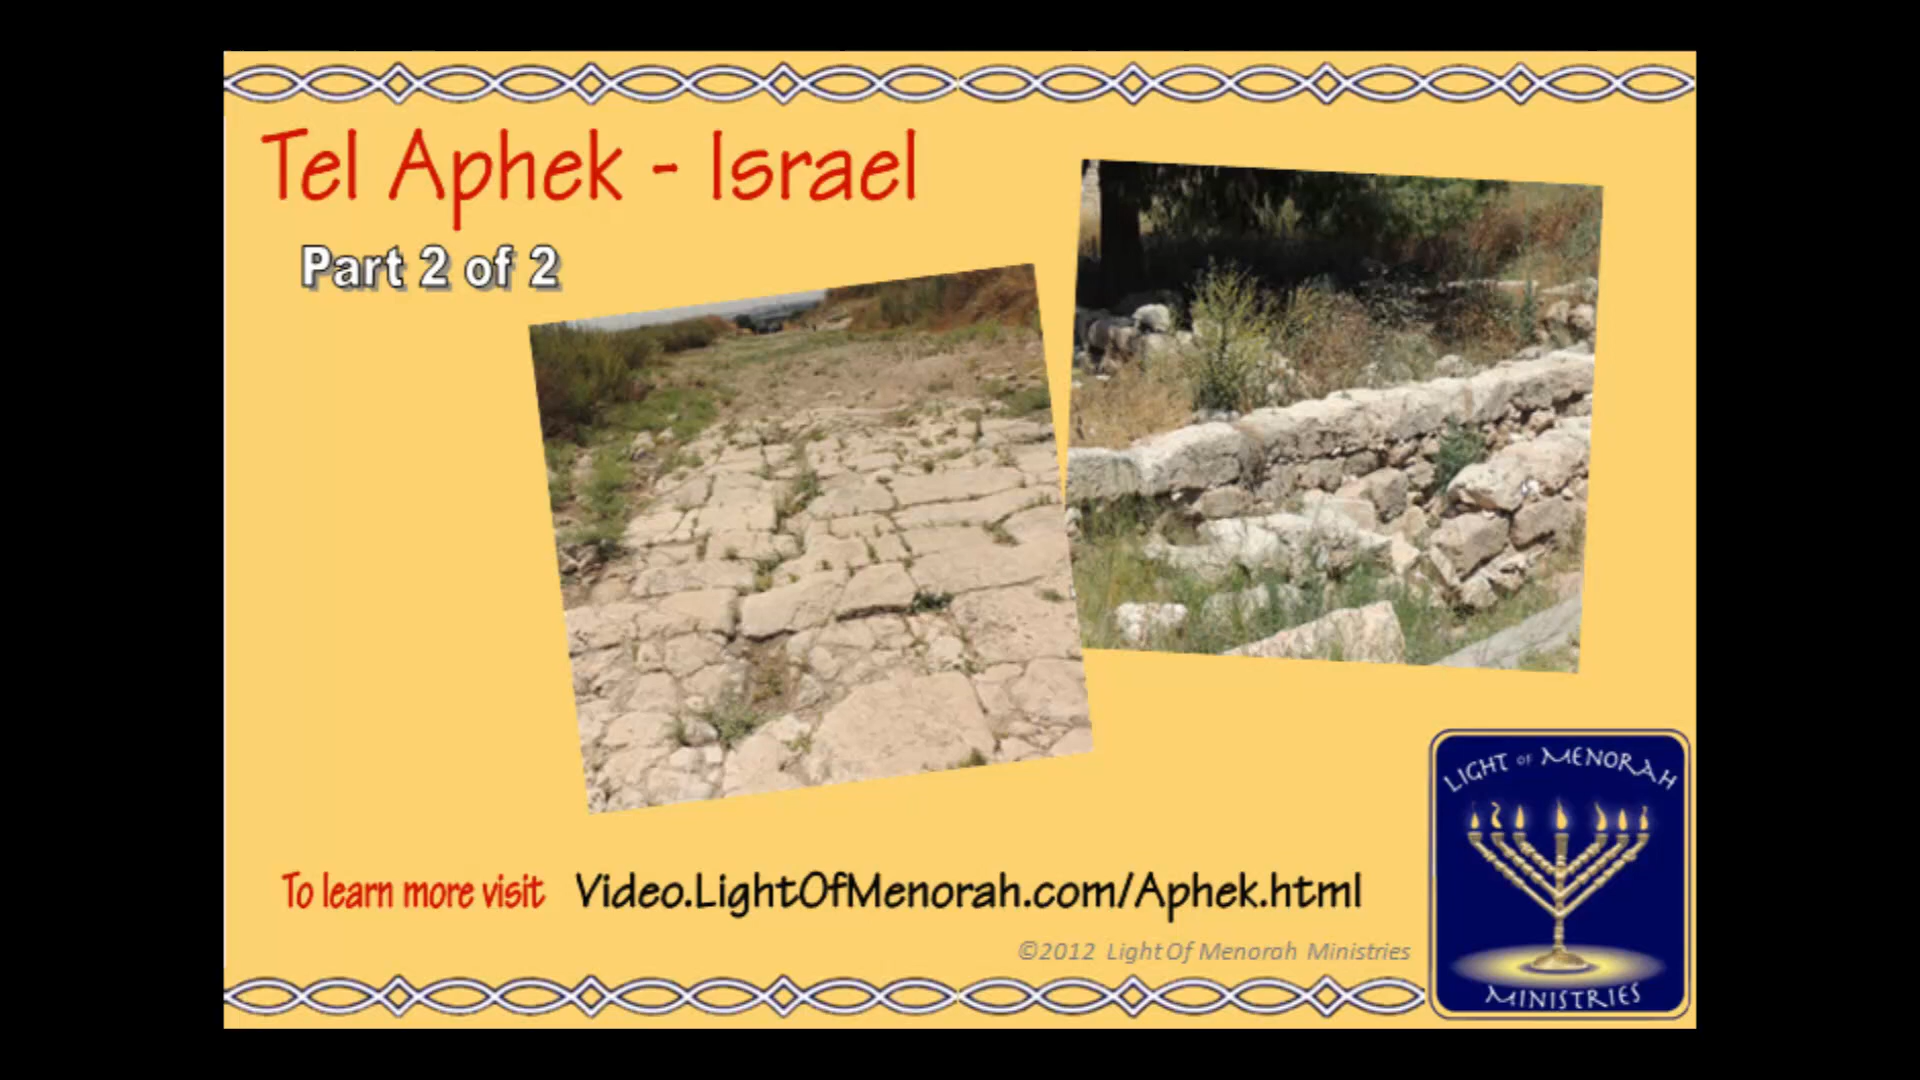 Tel Aphek - Israel
Part 2 of 2
To learn more visit Video.LightOfMenorah.com/Aphek.html
©2012 Light Of Menorah Ministries
LIGHT OF MENORAH
MINISTRIES